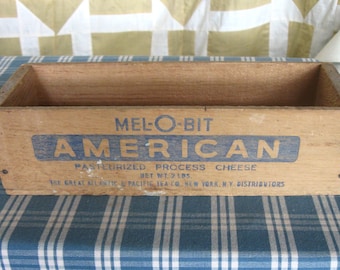 MEL-O-BIT
AMERICAN
PASTEURIZED PROCESS CHEESE
NET WT. 2 LBS.
THE GREAT ATLANTIC & PACIFIC TEA CO. NEW YORK, N.Y. DISTRIBUTORS